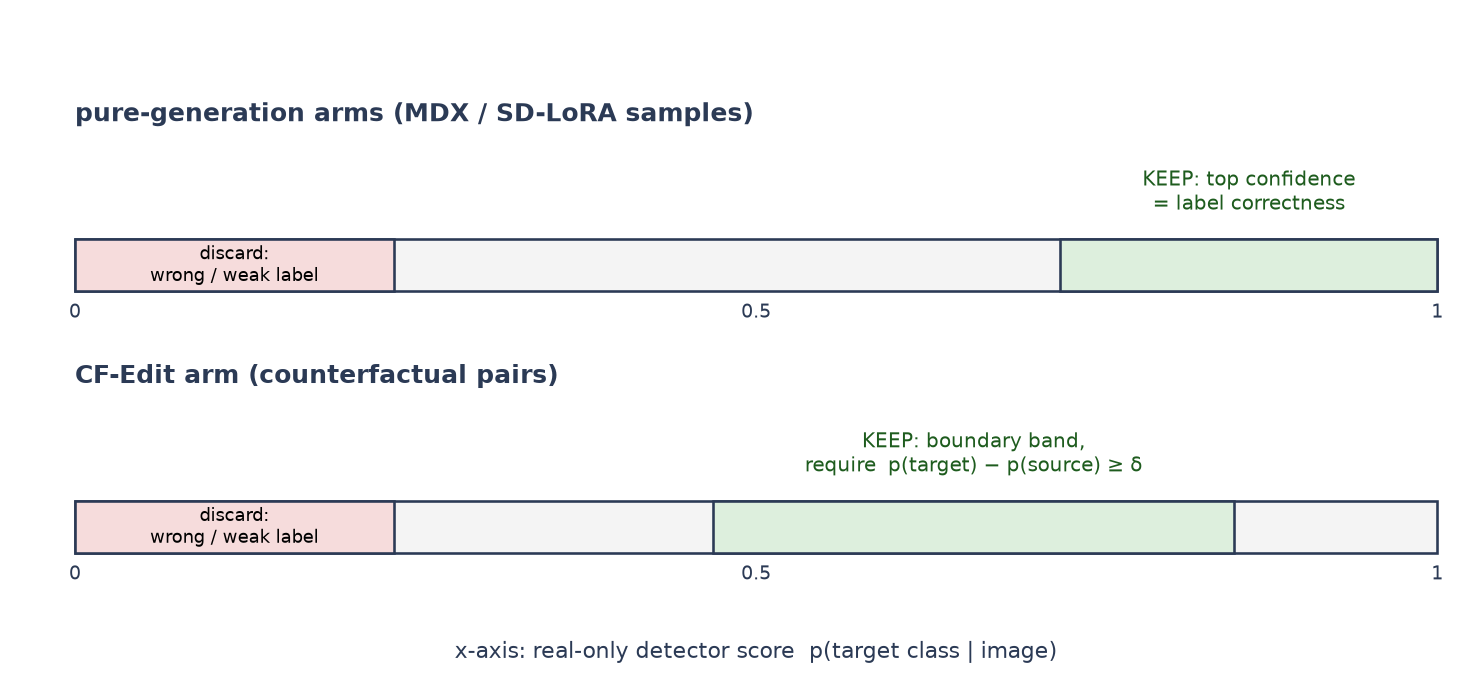 pure-generation arms (MDX / SD-LoRA samples)
KEEP: top confidence
= label correctness
discard:
wrong / weak label
0
0.5
1
CF-Edit arm (counterfactual pairs)
KEEP: boundary band,
require  p(target) − p(source) ≥ δ
discard:
wrong / weak label
0
0.5
1
x-axis: real-only detector score  p(target class | image)